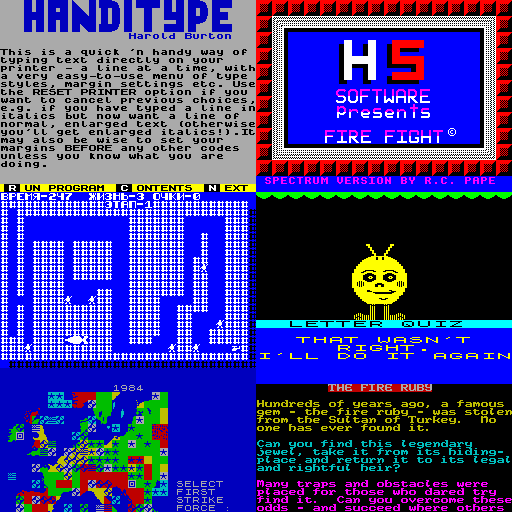 HANDITYPE
Harold Burton
This is a quick 'n handy way of
typing text directly on your
printer - a line at a time, with
a very easy-to-use menu of type
styles, margin settings etc. Use
the RESET PRINTER option if you
want to cancel previous choices,
e.g. if you have typed a line in
italics but now want a line of
normal, enlarged text (otherwise
you'll get enlarged italics!).It
may also be wise to set your
margins BEFORE any other codes
unless you know what you are
doing.
R UN PROGRAM C ONTENTS N EXT
HS
SOFTWARE
Presents
FIRE FIGHT©
SPECTRUM VERSION BY R.C. PAPE
ВРЕМЯ-247 ЖИЗНЬ-3 ОЧКИ-0
ЭТАП-1
LETTER QUIZ
THAT WASN'T
RIGHT.
I'LL DO IT AGAIN
1984
SELECT
FIRST
STRIKE
FORCE :
THE FIRE RUBY
Hundreds of years ago, a famous
gem - the fire ruby - was stolen
from the Sultan of Turkey. No
one has ever found it.
Can you find this legendary
jewel, take it from its hiding-
place and return it to its legal
and rightful heir?
Many traps and obstacles were
placed for those who dared try
find it. Can you overcome these
odds - and succeed where others